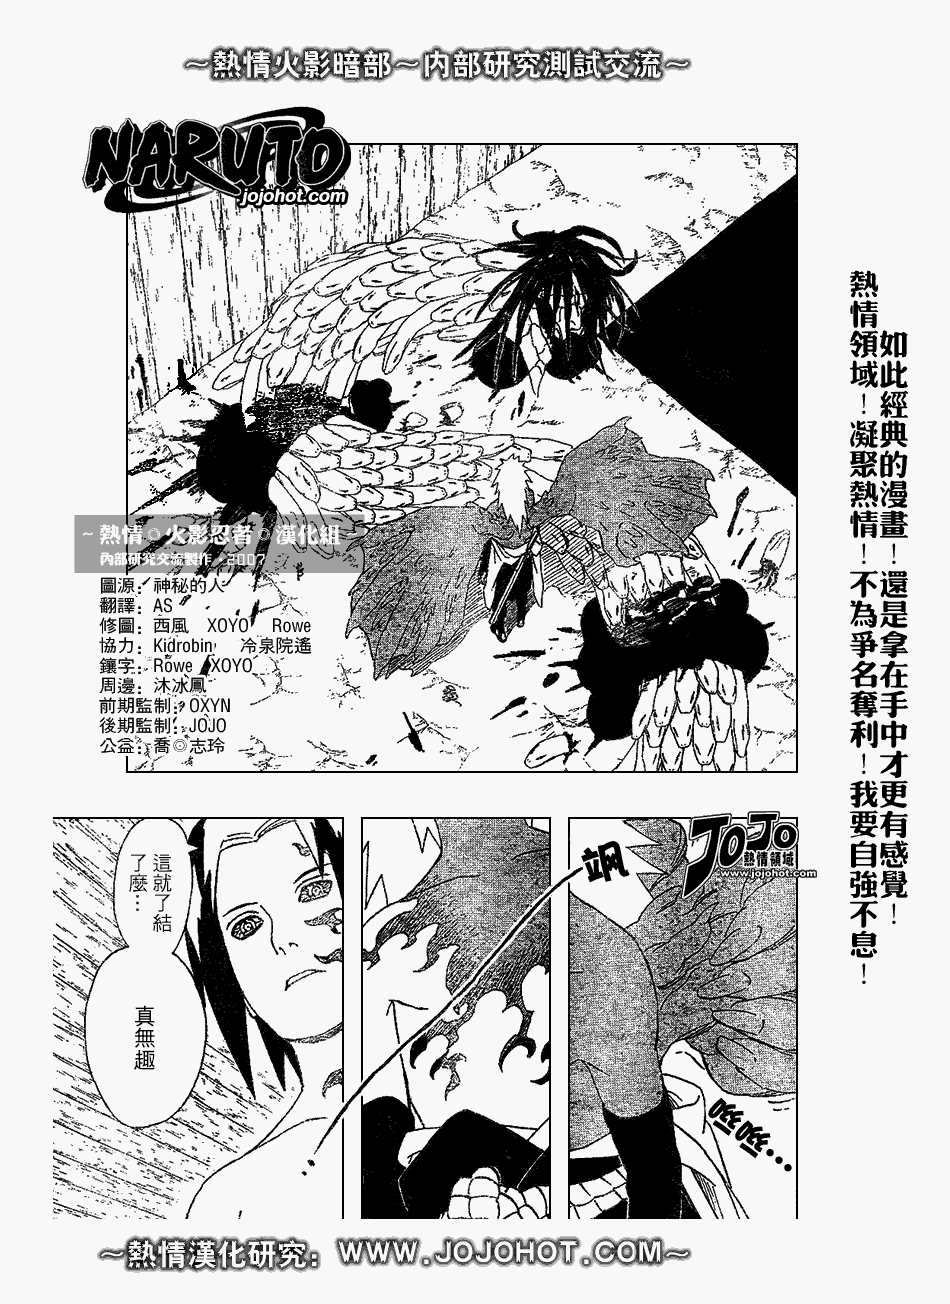 ～熱情火影暗部～內部研究測試交流～
NARUTO
jojohot.com
如此經典的漫畫！還是拿在手中才更有感覺！
熱情領域！凝聚熱情！不為爭名奪利！我要自強不息！
～熱情◎火影忍者◎漢化組～
內部研究交流製作・2007
圖源：神秘的人
翻譯：AS
修圖：西風 XOYO Rowe
協力：Kidrobin 冷泉院遙
鑲字：Rowe XOYO
周邊：沐冰鳳
前期監制：OXYN
後期監制：JOJO
公益：喬◎志玲
JOJO
熱情領域
www.jojohot.com
飒
這就了結
了麼…
真無趣
～熱情漢化研究：WWW.JOJOHOT.COM～